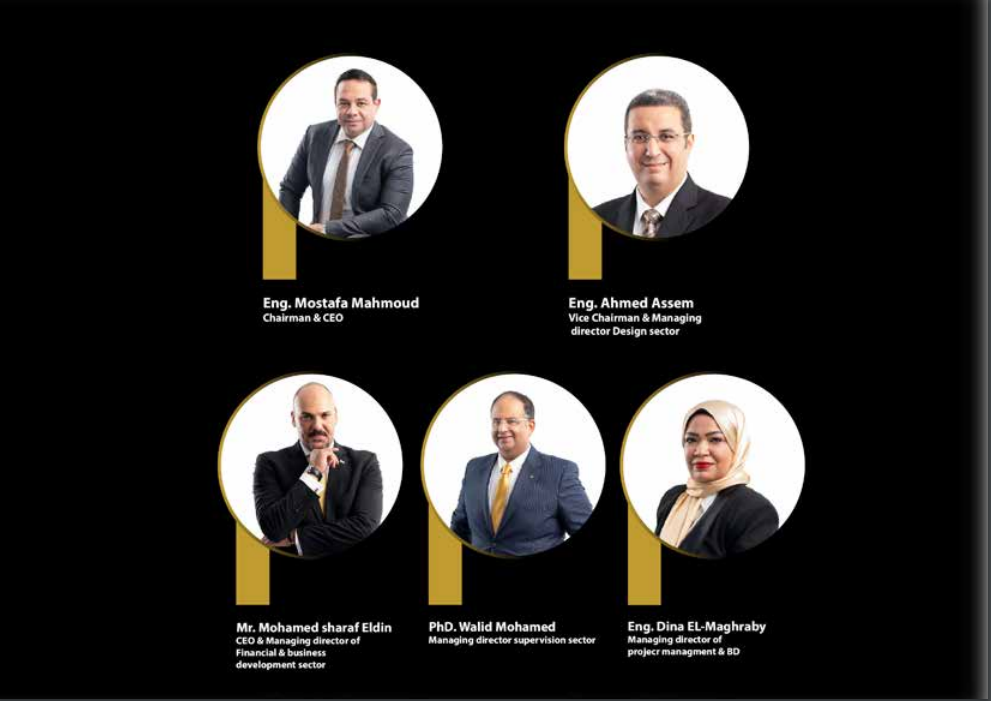 Eng. Mostafa Mahmoud
Chairman & CEO
Eng. Ahmed Assem
Vice Chairman & Managing
director Design sector
Mr. Mohamed sharaf Eldin
CEO & Managing director of
Financial & business
development sector
PhD. Walid Mohamed
Managing director supervision sector
Eng. Dina EL-Maghraby
Managing director of
projecr managment & BD